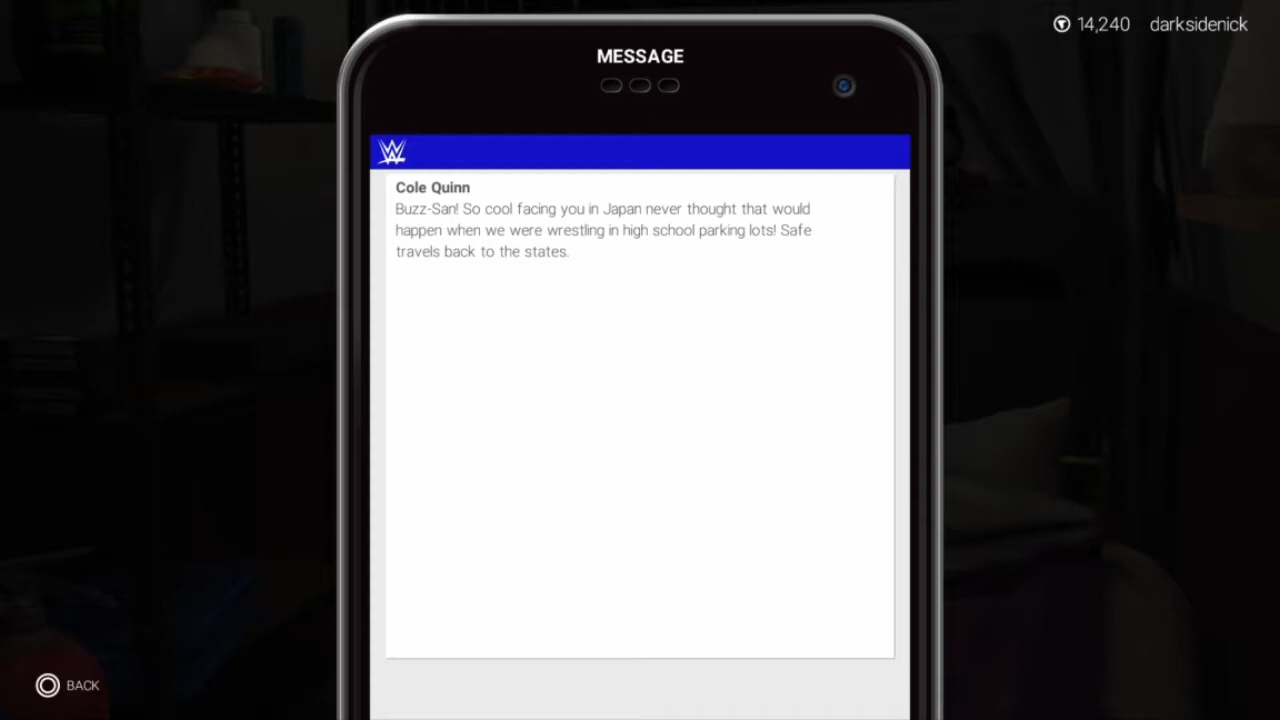 14,240 darksidenick
MESSAGE
Cole Quinn
Buzz-San! So cool facing you in Japan never thought that would
happen when we were wrestling in high school parking lots! Safe
travels back to the states.
BACK